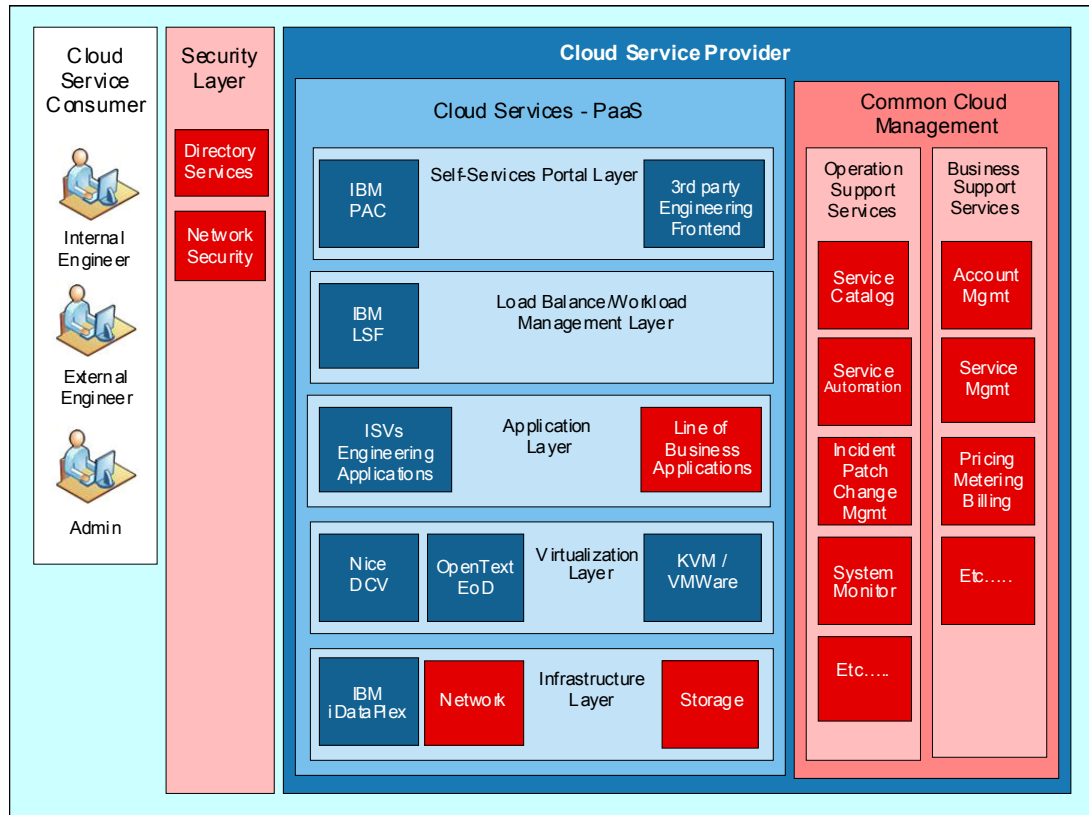 Cloud
Service
Consumer
Internal
Engineer
External
Engineer
Admin
Security
Layer
Directory
Services
Network
Security
Cloud Service Provider
Cloud Services - PaaS
IBM
PAC
Self-Services Portal Layer
3rd party
Engineering
Frontend
IBM
LSF
Load Balance/Workload
Management Layer
ISVs
Engineering
Applications
Application
Layer
Line of
Business
Applications
Nice
DCV
OpenText
EoD
Virtualization
Layer
KVM /
VMWare
IBM
iDataPlex
Network
Infrastructure
Layer
Storage
Common Cloud
Management
Operation
Support
Services
Service
Catalog
Service
Automation
Incident
Patch
Change
Mgmt
System
Monitor
Etc…..
Business
Support
Services
Account
Mgmt
Service
Mgmt
Pricing
Metering
Billing
Etc…..